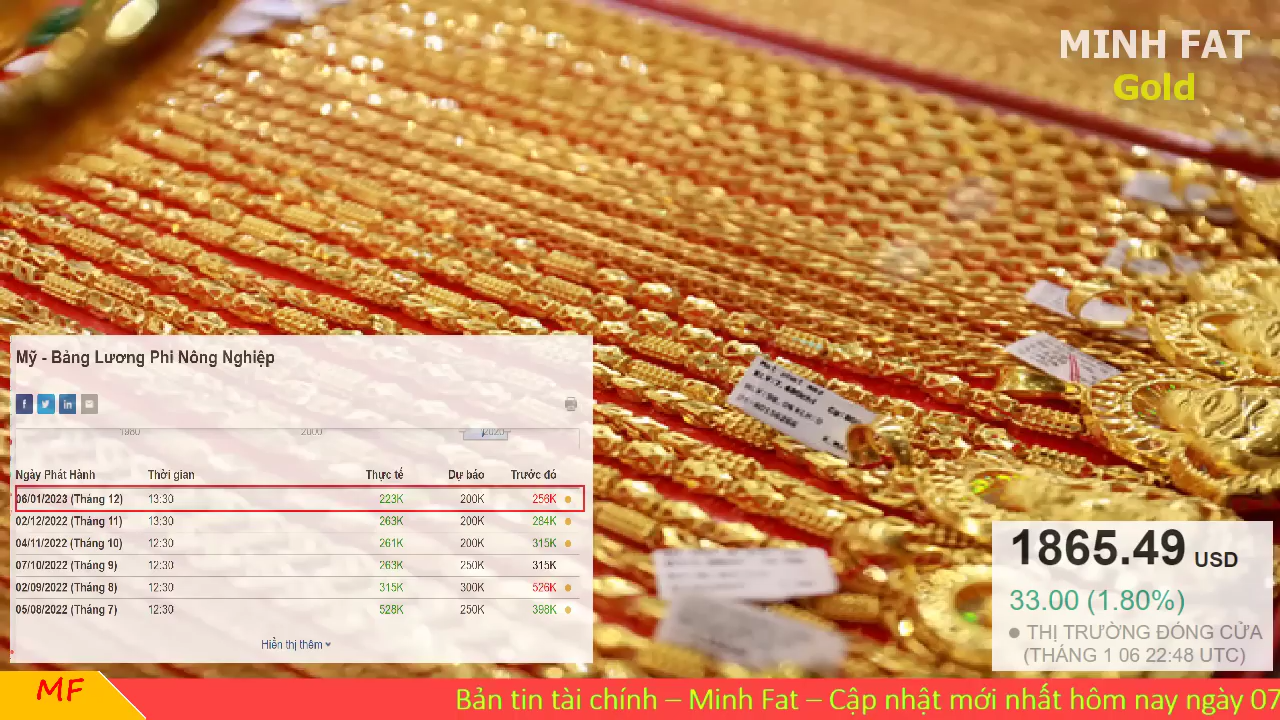 MINH FAT
Gold
Mỹ - Bảng Lương Phi Nông Nghiệp
1980 2000 2020
Ngày Phát Hành Thời gian Thực tế Dự báo Trước đó
06/01/2023 (Tháng 12) 13:30 223K 200K 256K
02/12/2022 (Tháng 11) 13:30 263K 200K 284K
04/11/2022 (Tháng 10) 13:30 261K 200K 315K
07/10/2022 (Tháng 9) 12:30 263K 250K 315K
02/09/2022 (Tháng 8) 12:30 315K 300K 526K
05/08/2022 (Tháng 7) 12:30 528K 250K 398K
Hiển thị thêm
1865.49 USD
33.00 (1.80%)
THỊ TRƯỜNG ĐÓNG CỬA
(THÁNG 1 06 22:48 UTC)
MF
Bản tin tài chính – Minh Fat – Cập nhật mới nhất hôm nay ngày 07